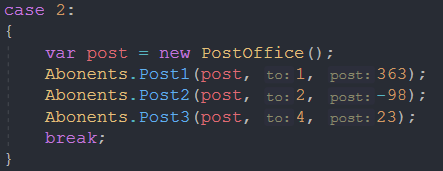 case 2:
{
var post = new PostOffice();
Abonents.Post1(post, to: 1, post: 363);
Abonents.Post2(post, to: 2, post: -98);
Abonents.Post3(post, to: 4, post: 23);
break;
}